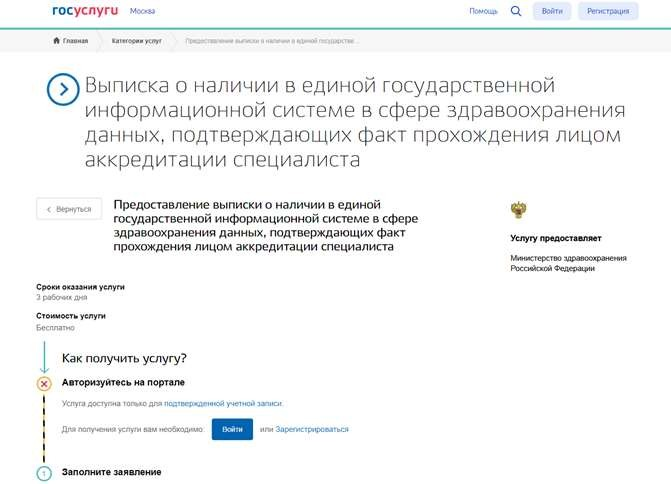 госуслуги Москва Помощь Войти Регистрация
Главная Категории услуг Предоставление выписки о наличии в единой государстве...
Выписка о наличии в единой государственной
информационной системе в сфере здравоохранения
данных, подтверждающих факт прохождения лицом
аккредитации специалиста
Вернуться
Предоставление выписки о наличии в единой
государственной информационной системе в сфере
здравоохранения данных, подтверждающих факт
прохождения лицом аккредитации специалиста
Услугу предоставляет
Министерство здравоохранения
Российской Федерации
Сроки оказания услуги
3 рабочих дня
Стоимость услуги
Бесплатно
Как получить услугу?
Авторизуйтесь на портале
Услуга доступна только для подтвержденной учетной записи.
Для получения услуги вам необходимо: Войти или Зарегистрироваться
1 Заполните заявление